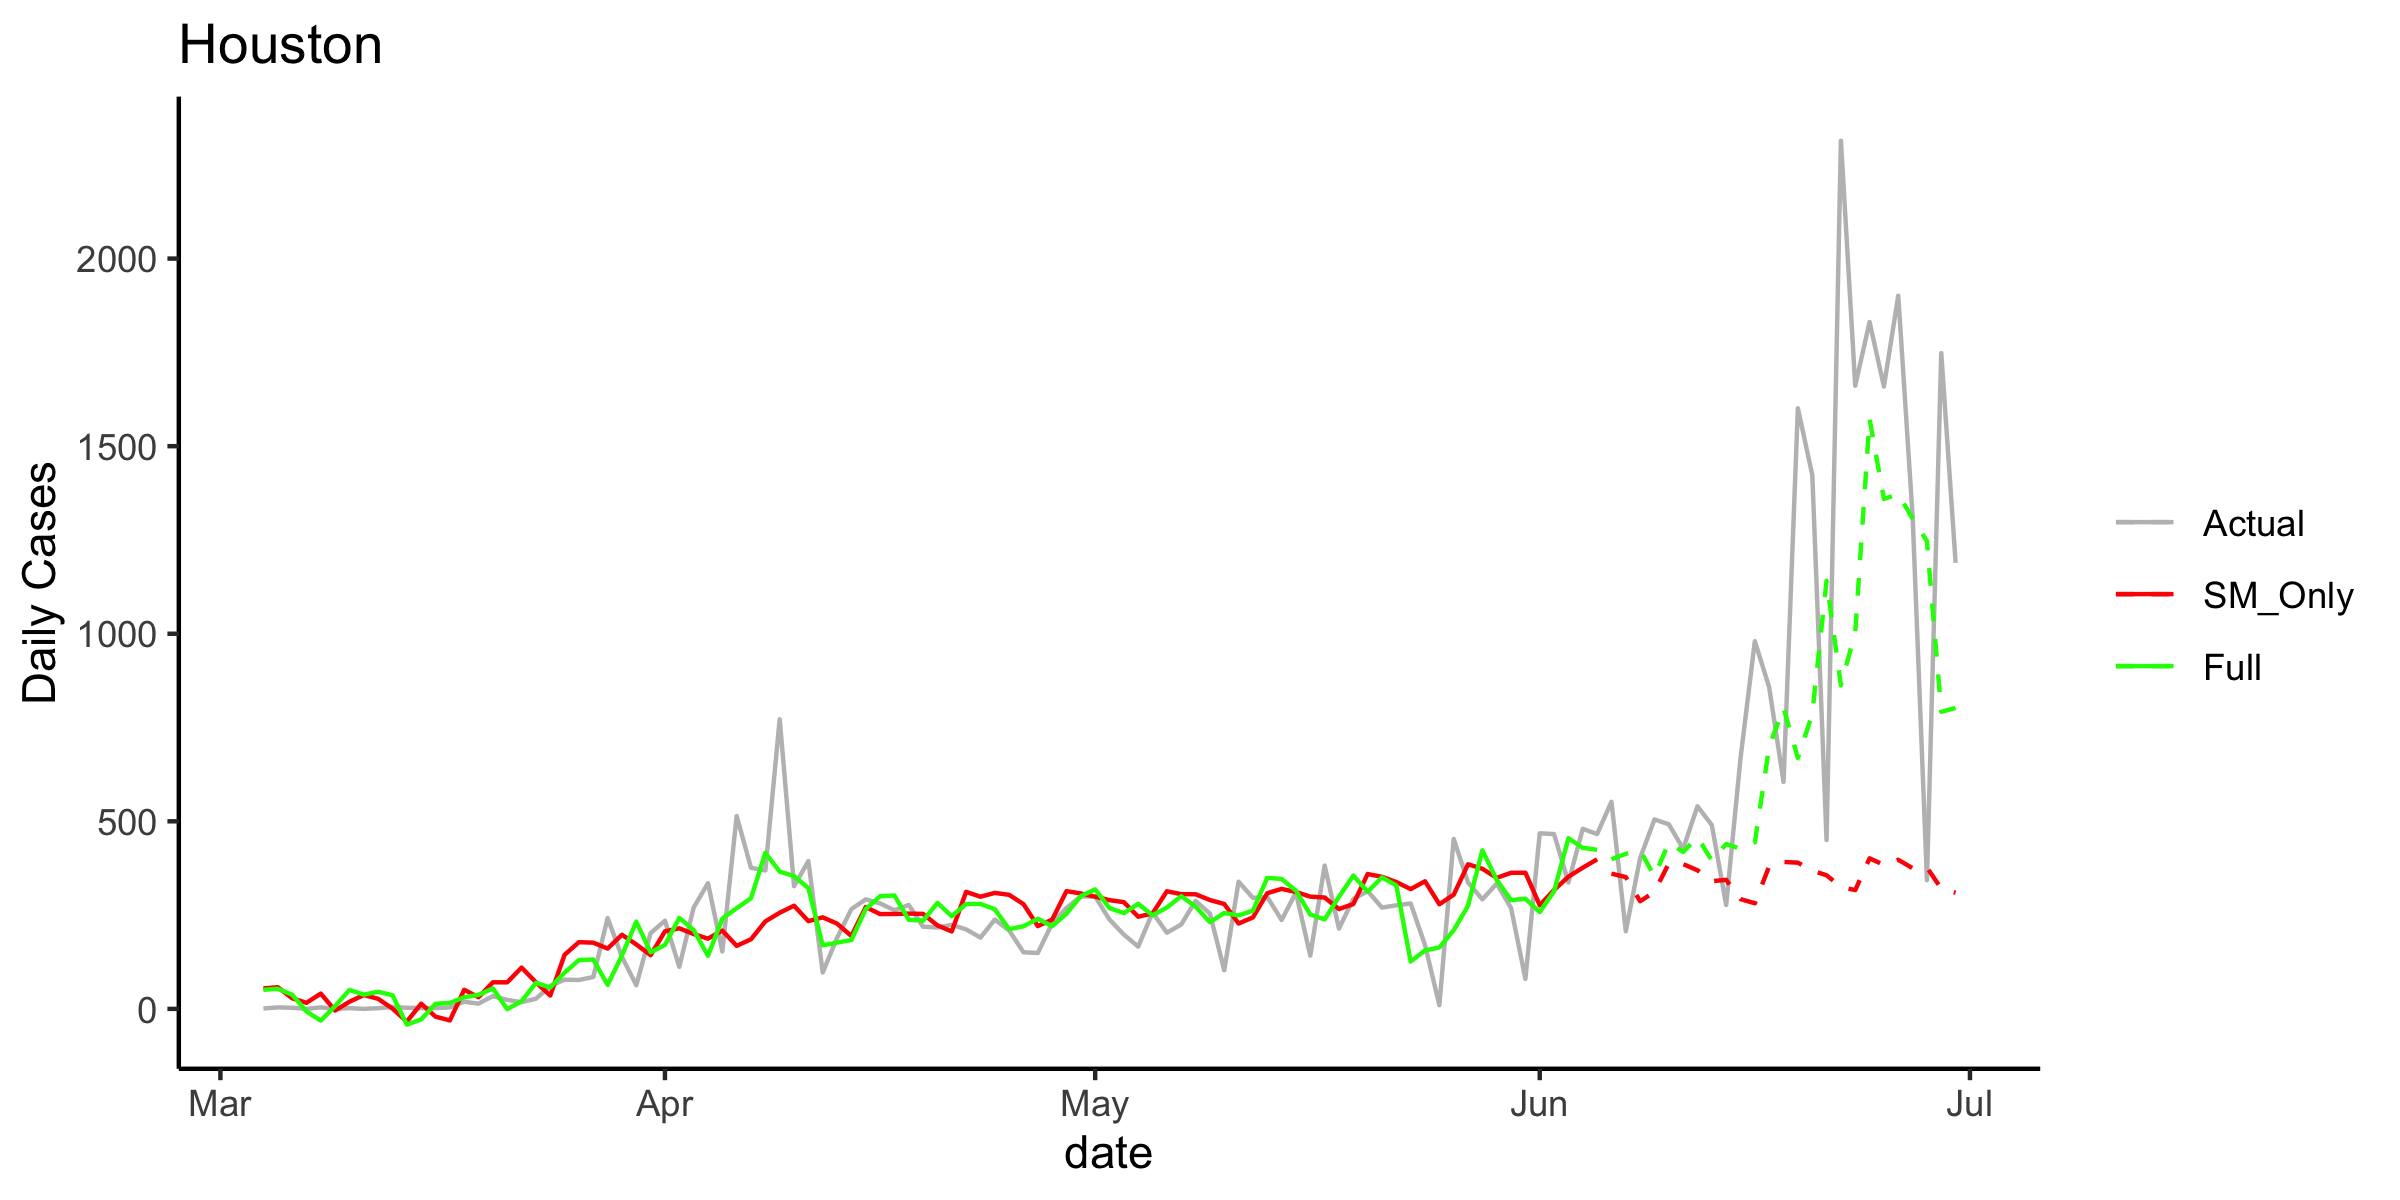 Houston
Daily Cases
2000
1500
1000
500
0
Mar Apr May Jun Jul
date
Actual
SM_Only
Full